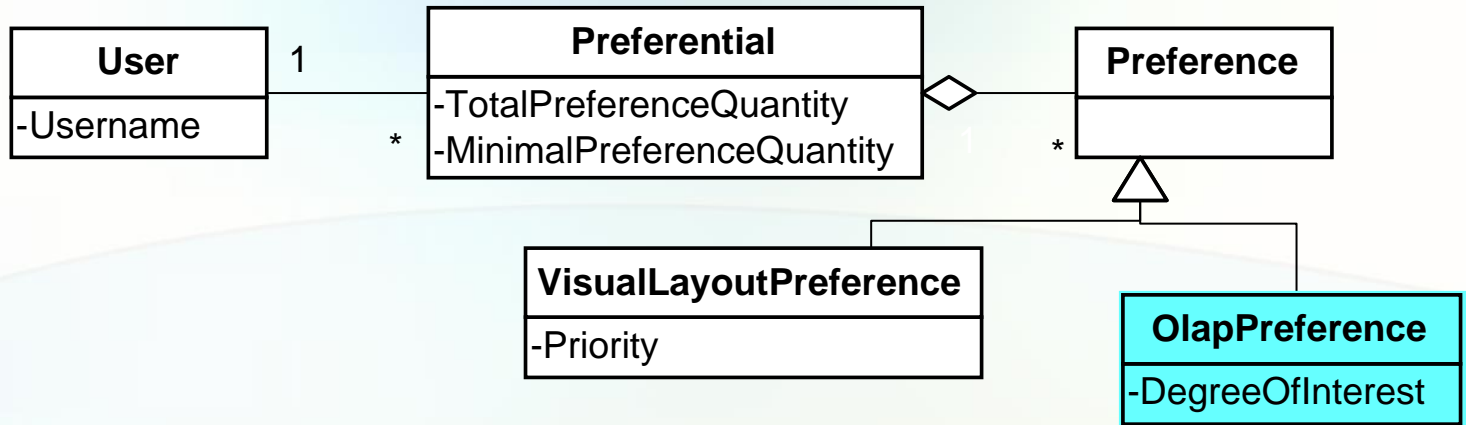 User
-Username
1
*
Preferential
-TotalPreferenceQuantity
-MinimalPreferenceQuantity
1
*
Preference
VisualLayoutPreference
-Priority
OlapPreference
-DegreeOfInterest